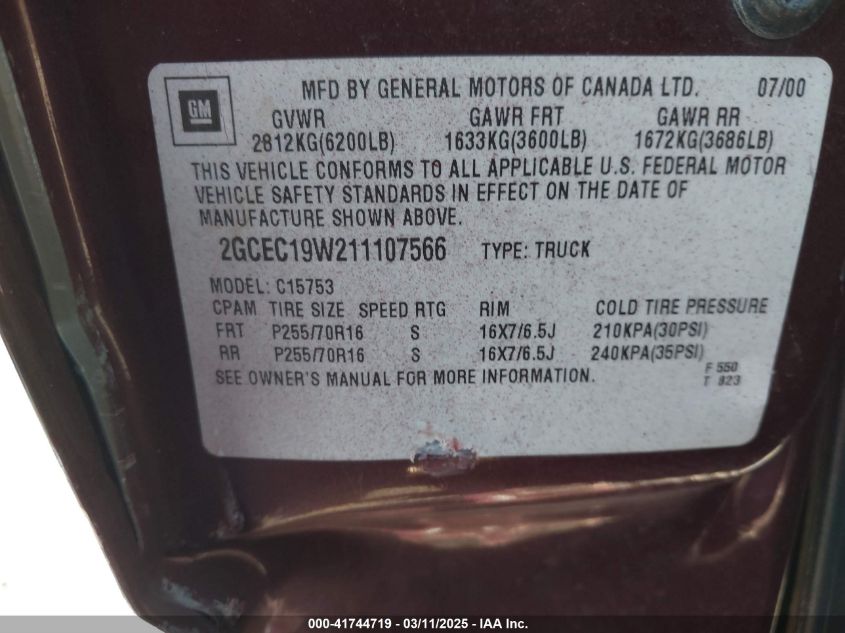 MFD BY GENERAL MOTORS OF CANADA LTD. 07/00
GM
GVWR GAWR FRT GAWR RR
2812KG(6200LB) 1633KG(3600LB) 1672KG(3686LB)
THIS VEHICLE CONFORMS TO ALL APPLICABLE U.S. FEDERAL MOTOR
VEHICLE SAFETY STANDARDS IN EFFECT ON THE DATE OF
MANUFACTURE SHOWN ABOVE.
2GCEC19W211107566 TYPE: TRUCK
MODEL: C15753
CPAM TIRE SIZE SPEED RTG RIM COLD TIRE PRESSURE
FRT P255/70R16 S 16X7/6.5J 210KPA(30PSI)
RR P255/70R16 S 16X7/6.5J 240KPA(35PSI)
SEE OWNER'S MANUAL FOR MORE INFORMATION.
F 550
T 823
000-41744719 - 03/11/2025 - IAA Inc.